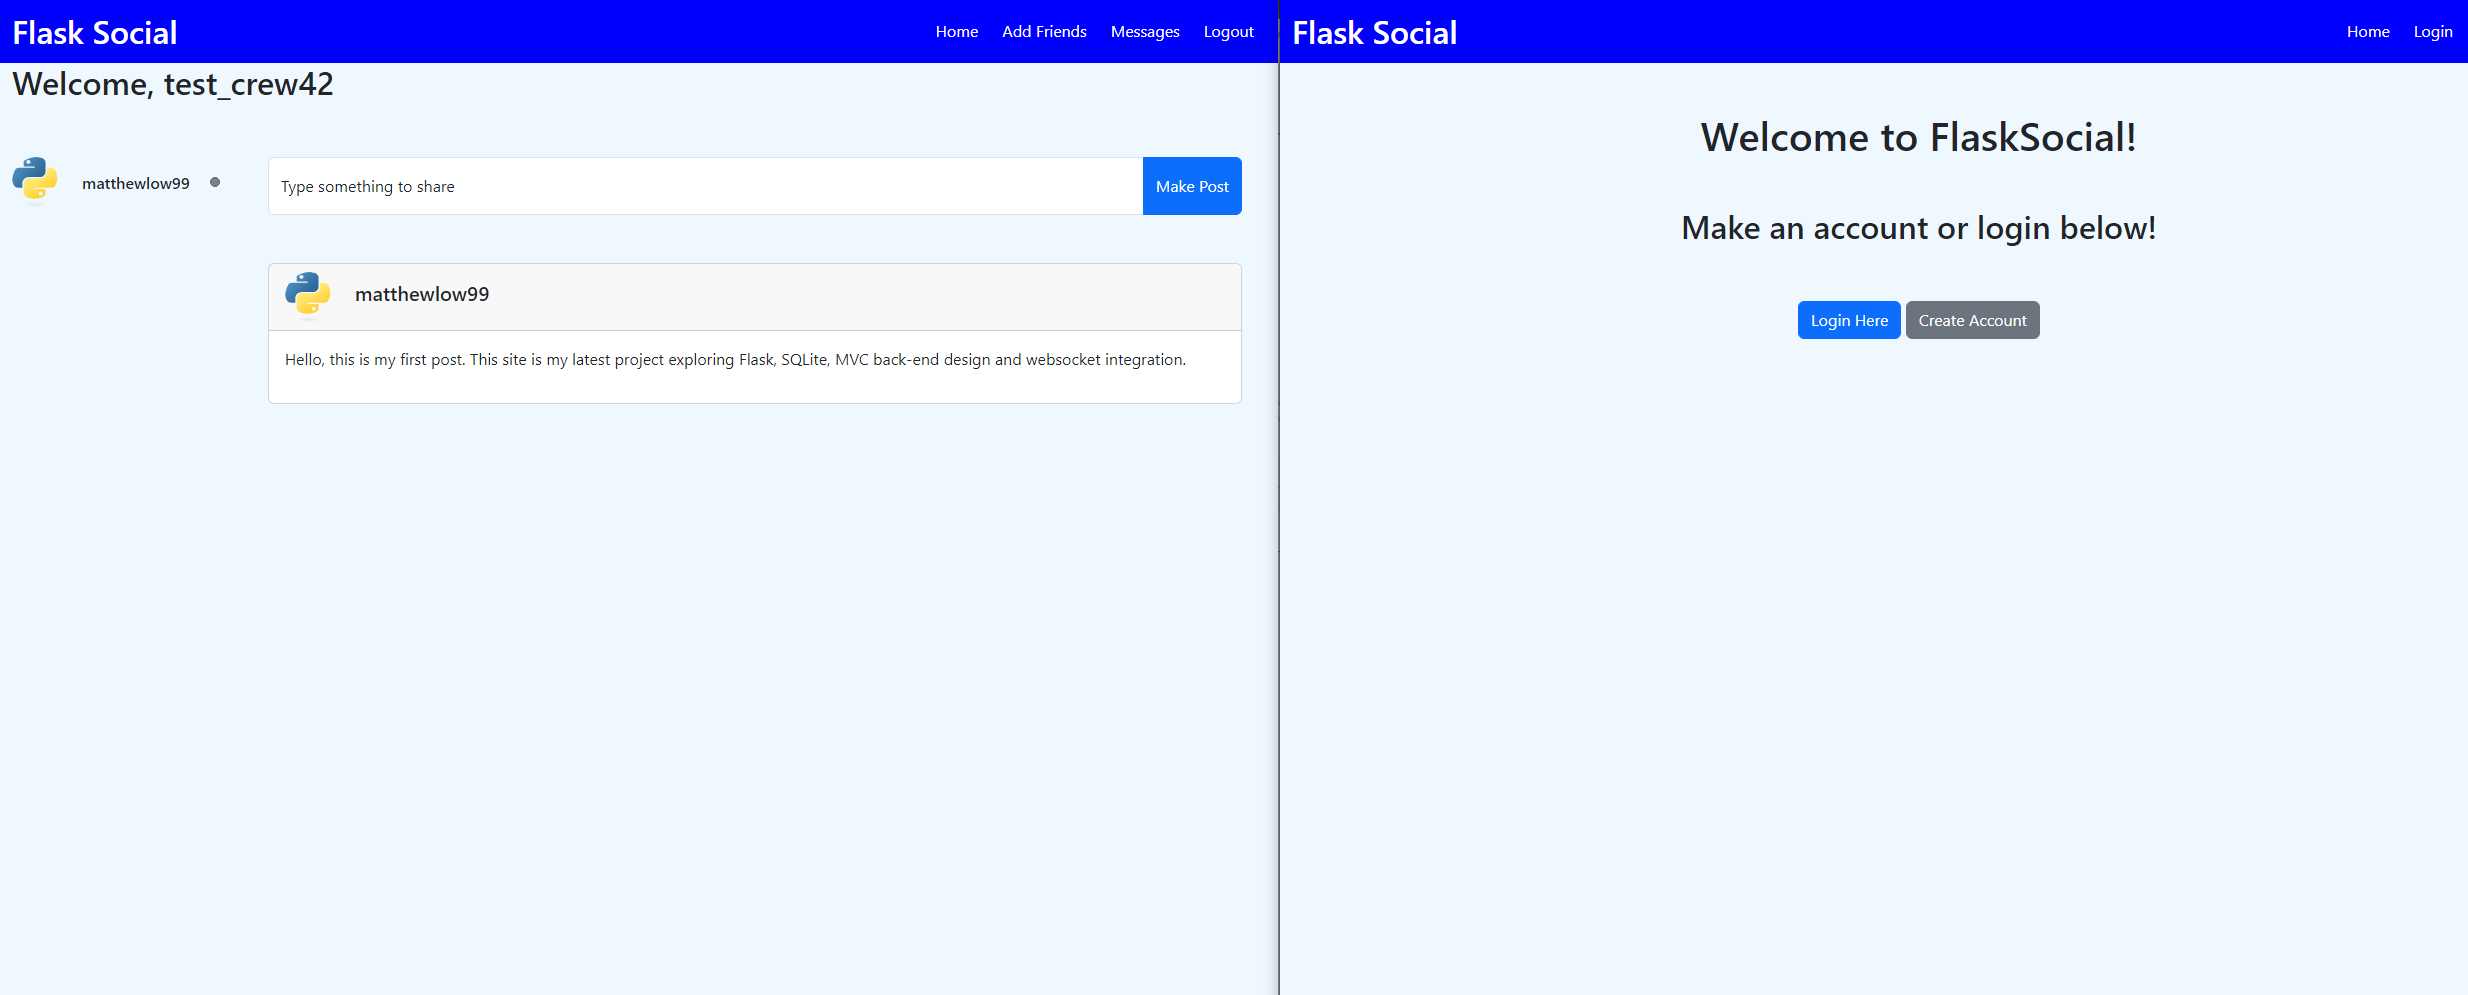 Flask Social
Home Add Friends Messages Logout
Welcome, test_crew42
matthewlow99
Type something to share
Make Post
matthewlow99
Hello, this is my first post. This site is my latest project exploring Flask, SQLite, MVC back-end design and websocket integration.
Flask Social
Home Login
Welcome to FlaskSocial!
Make an account or login below!
Login Here Create Account